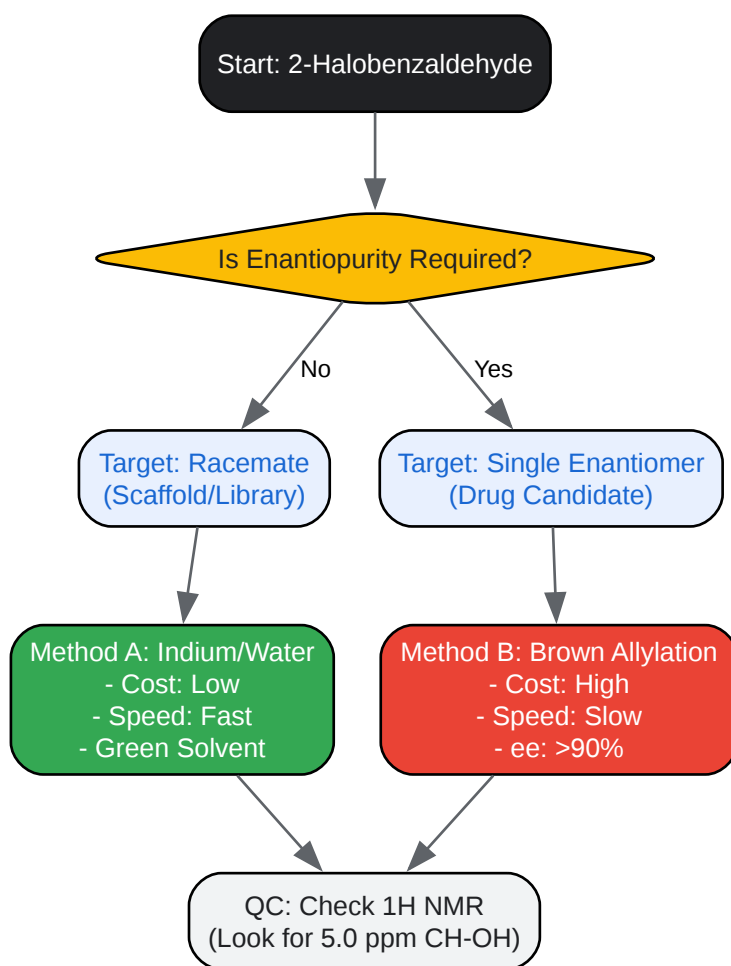 Start: 2-Halobenzaldehyde
Is Enantiopurity Required?
No
Yes
Target: Racemate
(Scaffold/Library)
Target: Single Enantiomer
(Drug Candidate)
Method A: Indium/Water
- Cost: Low
- Speed: Fast
- Green Solvent
Method B: Brown Allylation
- Cost: High
- Speed: Slow
- ee: >90%
QC: Check 1H NMR
(Look for 5.0 ppm CH-OH)